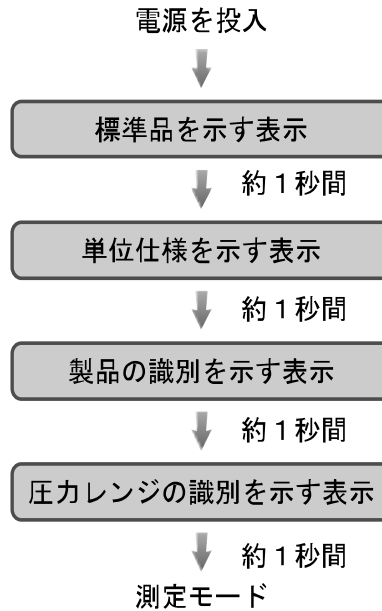 電源を投入
標準品を示す表示
約1秒間
単位仕様を示す表示
約1秒間
製品の識別を示す表示
約1秒間
圧力レンジの識別を示す表示
約1秒間
測定モード